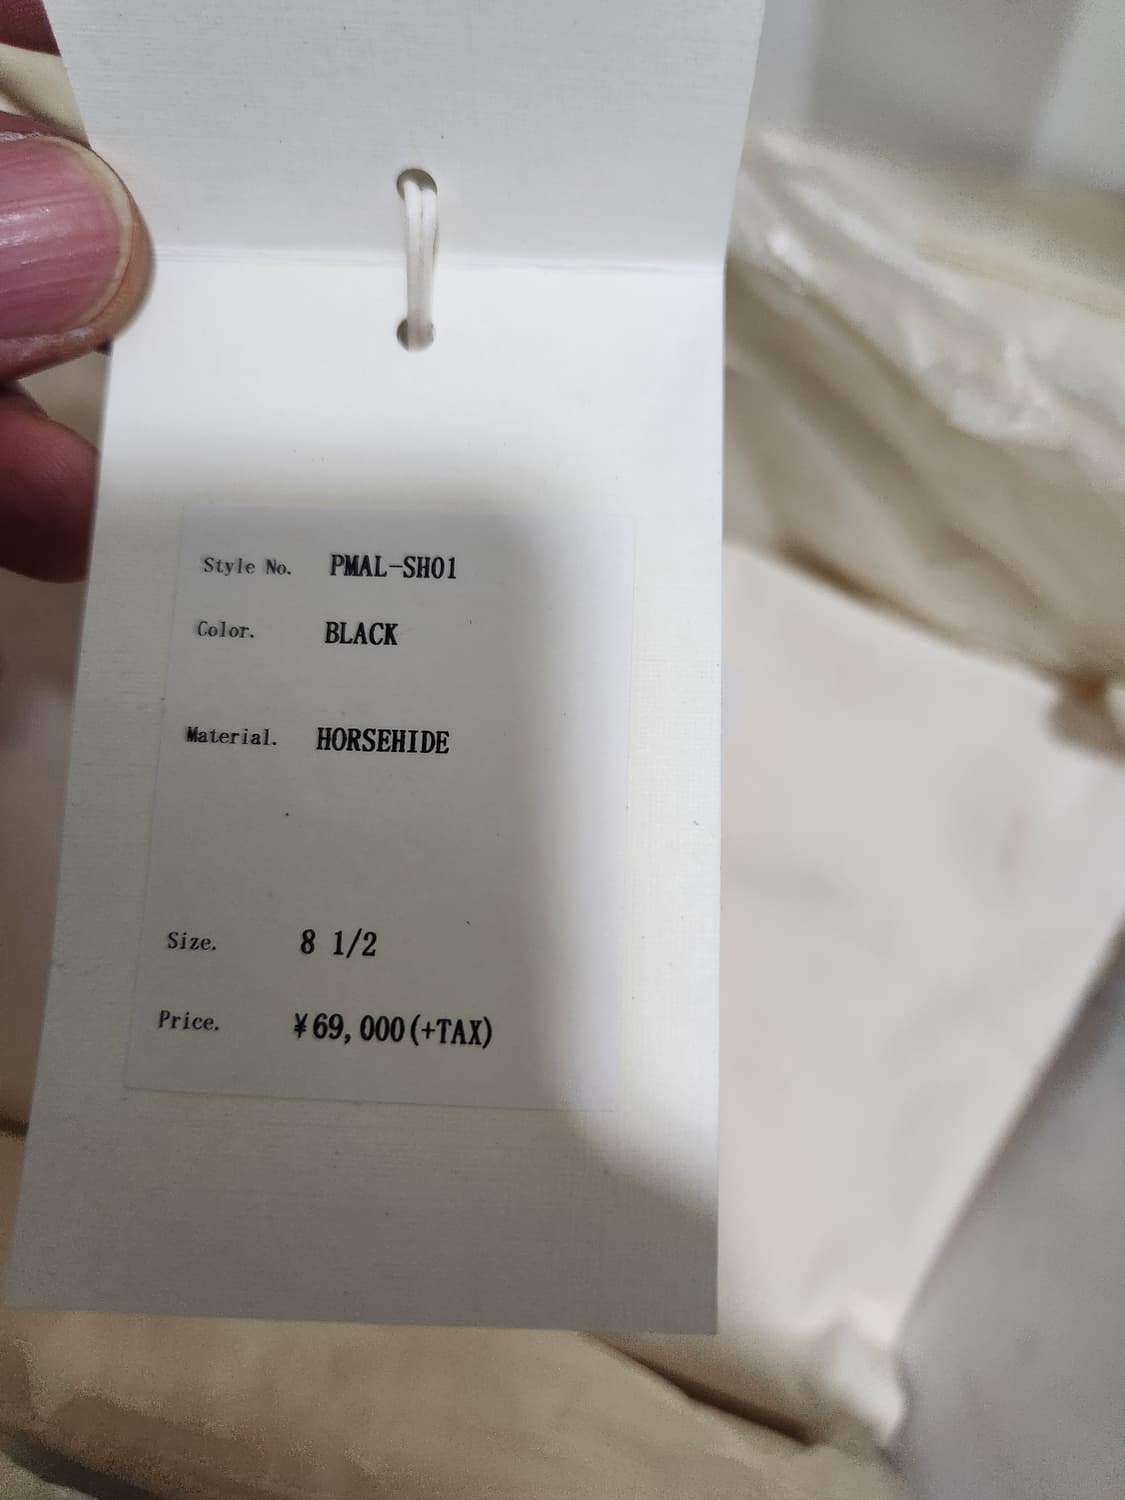 Style No. PMAL-SH01
Color. BLACK
Material. HORSEHIDE
Size. 8 1/2
Price. ¥69,000(+TAX)